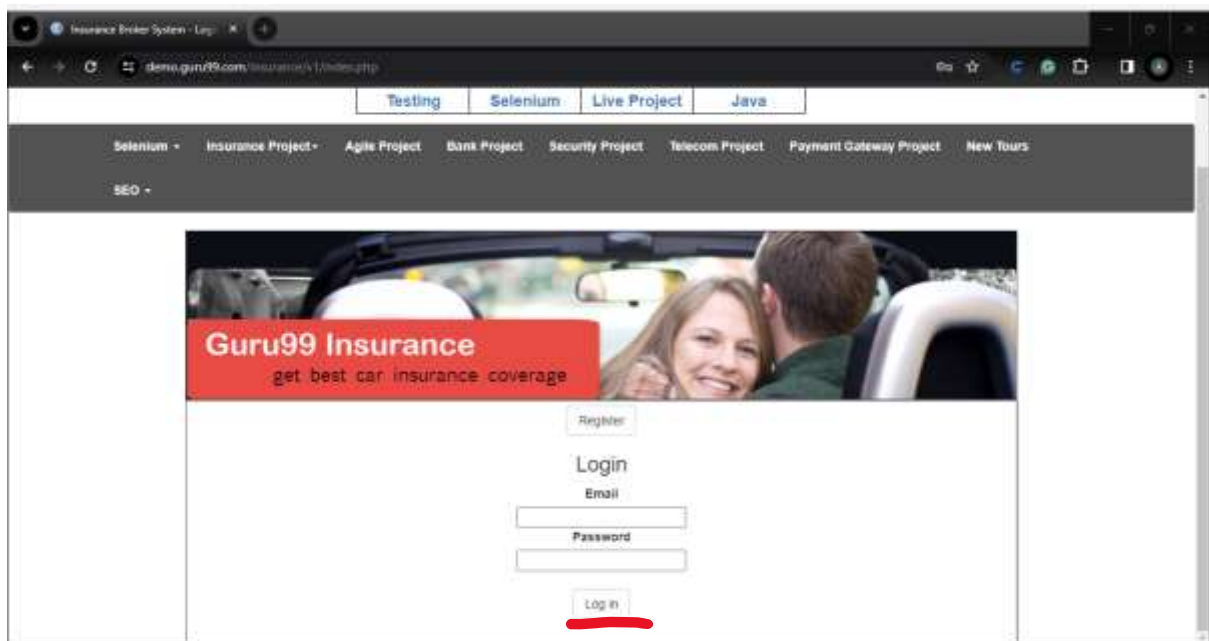 Insurance Broker System - Log
demo.guru99.com/insurance/v1/index.php
Testing Selenium Live Project Java
Selenium Insurance Project Agile Project Bank Project Security Project Telecom Project Payment Gateway Project New Tours
SEO
Guru99 Insurance
get best car insurance coverage
Register
Login
Email
Password
Log in